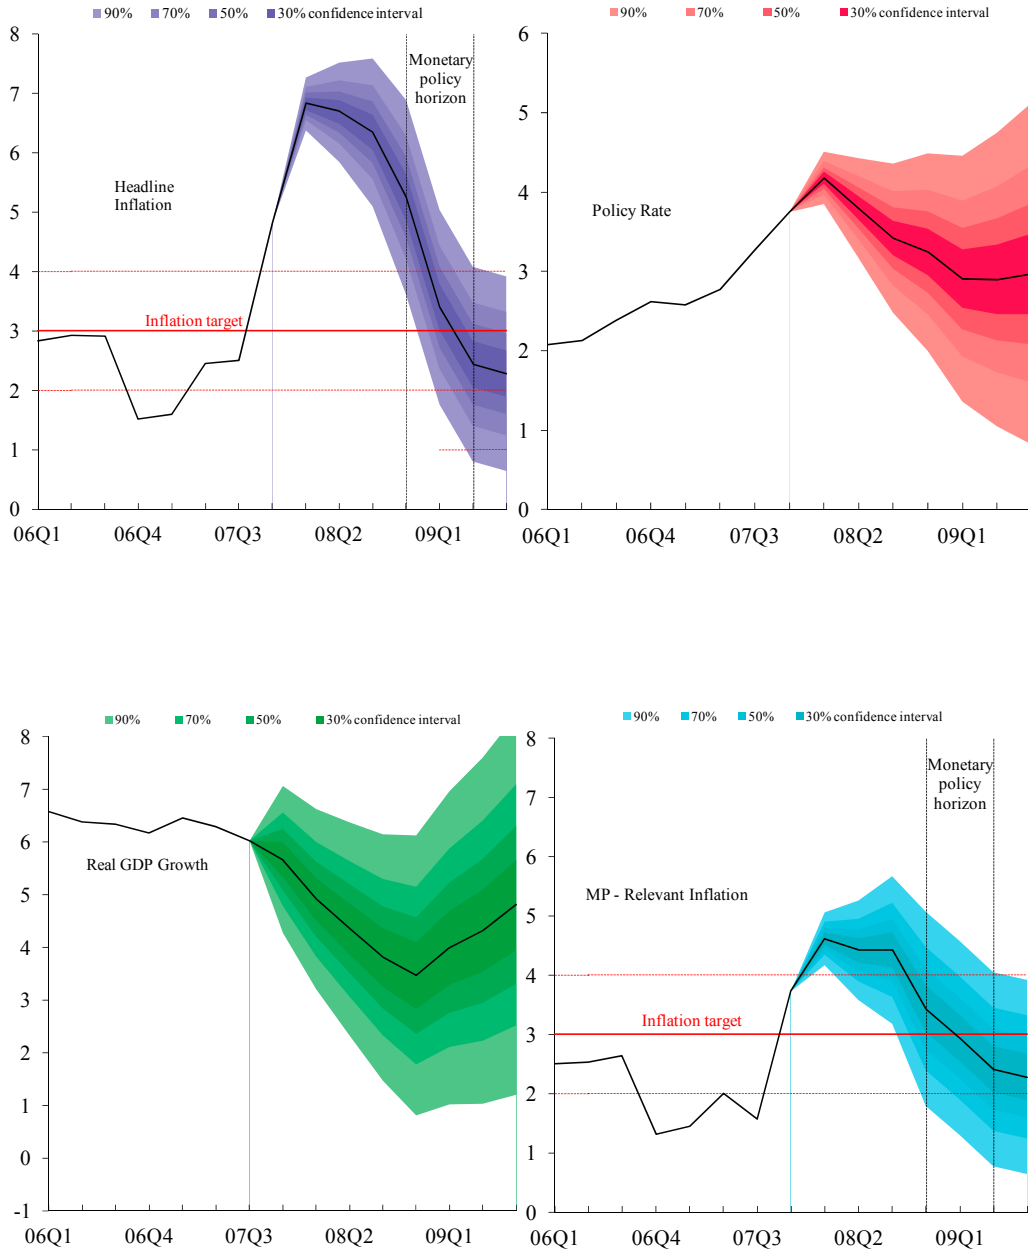 90% 70% 50% 30% confidence interval
8
7
6
5
4
3
2
1
0
Monetary
policy
horizon
Headline
Inflation
Inflation target
06Q1 06Q4 07Q3 08Q2 09Q1
90% 70% 50% 30% confidence interval
6
5
4
3
2
1
0
Policy Rate
06Q1 06Q4 07Q3 08Q2 09Q1
90% 70% 50% 30% confidence interval
8
7
6
5
4
3
2
1
0
-1
Real GDP Growth
06Q1 06Q4 07Q3 08Q2 09Q1
90% 70% 50% 30% confidence interval
8
7
6
5
4
3
2
1
0
Monetary
policy
horizon
MP - Relevant Inflation
Inflation target
06Q1 06Q4 07Q3 08Q2 09Q1